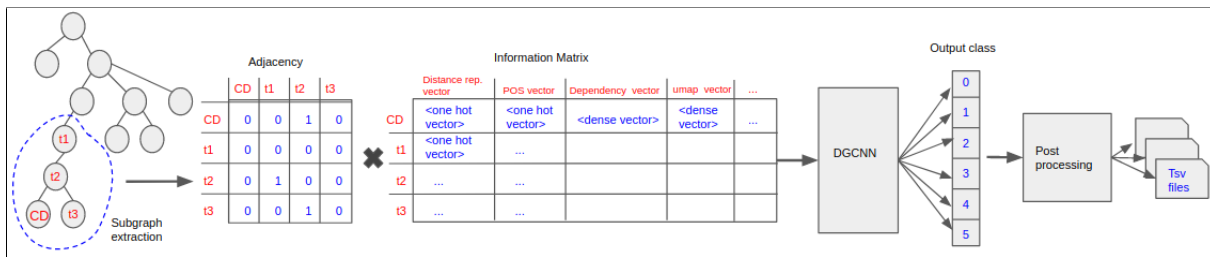 t1
t2
CD t3
Subgraph
extraction
Adjacency
CD t1 t2 t3
CD 0 0 1 0
t1 0 0 0 0
t2 0 1 0 0
t3 0 0 1 0
Information Matrix
Distance rep.
vector
POS vector
Dependency vector
umap vector
...
CD
<one hot
vector>
<one hot
vector>
<dense vector>
<dense
vector>
...
t1
<one hot
vector>
...
t2 ... ...
t3 ... ...
DGCNN
Output class
0
1
2
3
4
5
Post
processing
Tsv
files